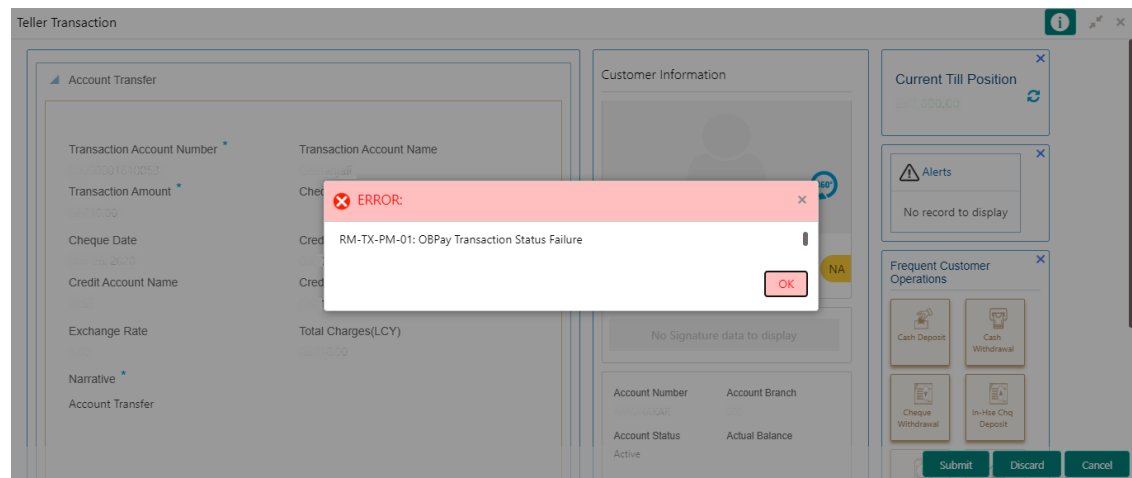 Teller Transaction
Account Transfer
Transaction Account Number * Transaction Account Name
Transaction Amount *
Cheque Date
Credit Account Name
Exchange Rate Total Charges(LCY)
Narrative *
Account Transfer
ERROR:
RM-TX-PM-01: OBPay Transaction Status Failure
OK
Customer Information
NA
No Signature data to display
Account Number Account Branch
Account Status Actual Balance
Active
Current Till Position
Alerts
No record to display
Frequent Customer
Operations
Cash Deposit
Cash
Withdrawal
Cheque
Withdrawal
In-Hse Chq
Deposit
Submit Discard Cancel